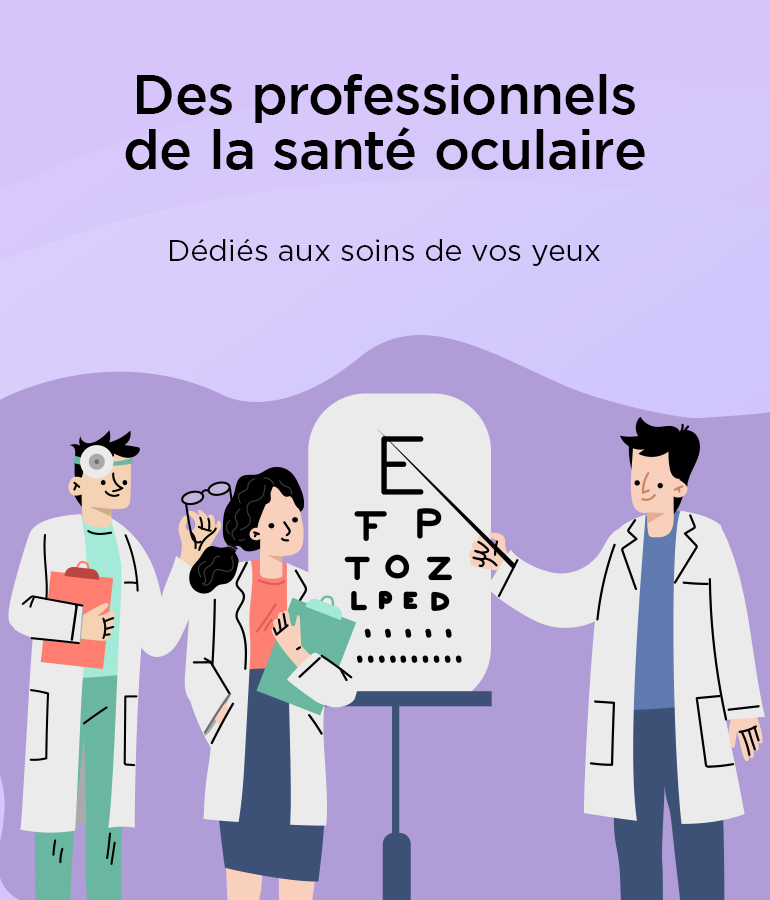 Des professionnels
de la santé oculaire
Dédiés aux soins de vos yeux
E
F P
T O Z
L P E D